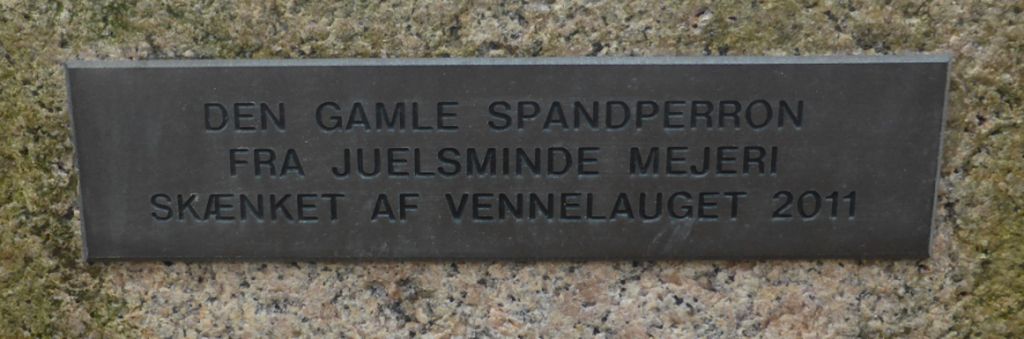 DEN GAMLE SPANDPERRON
FRA JUELSMINDE MEJERI
SKÆNKET AF VENNELAUGET 2011